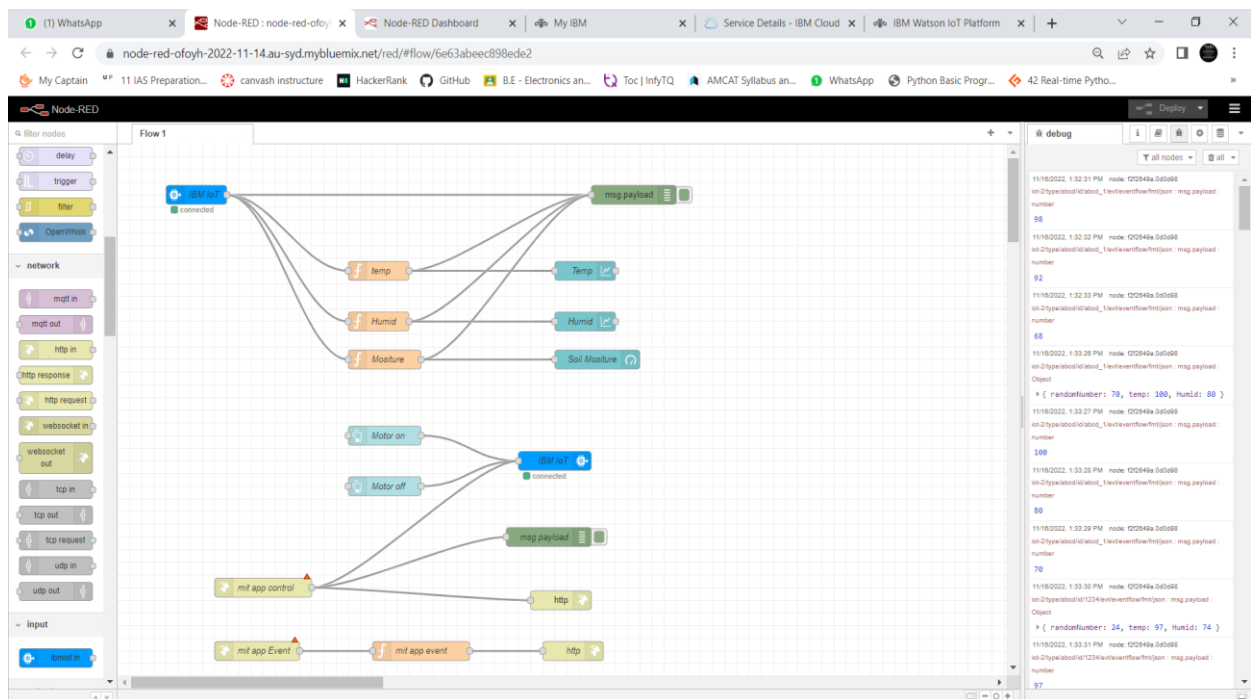 (1) WhatsApp
Node-RED : node-red-ofoy
Node-RED Dashboard
My IBM
Service Details - IBM Cloud
IBM Watson IoT Platform
node-red-ofoyh-2022-11-14.au-syd.mybluemix.net/red/#flow/6e63abeec898ede2
My Captain
11 IAS Preparation...
canvash instructure
HackerRank
GitHub
B.E - Electronics an...
Toc | InfyTQ
AMCAT Syllabus an...
WhatsApp
Python Basic Progr...
42 Real-time Pytho...
Node-RED
Deploy
filter nodes
delay
trigger
filter
OpenWhisk
network
mqtt in
mqtt out
http in
http response
http request
websocket in
websocket out
tcp in
tcp out
tcp request
udp in
udp out
input
ibmiot in
Flow 1
IBM IoT
connected
msg.payload
temp
Temp
Humid
Humid
Moaiture
Soil Moaiture
Motor on
IBM IoT
connected
Motor off
msg.payload
mit app control
http
mit app Event
mit app event
http
debug
all nodes
all
11/16/2022, 1:32:31 PM node: f2f2649a.0d0d98
iot-2/type/abcd/id/abcd_1/evt/eventflow/fmt/json : msg.payload :
number
98
11/16/2022, 1:32:32 PM node: f2f2649a.0d0d98
iot-2/type/abcd/id/abcd_1/evt/eventflow/fmt/json : msg.payload :
number
92
11/16/2022, 1:32:33 PM node: f2f2649a.0d0d98
iot-2/type/abcd/id/abcd_1/evt/eventflow/fmt/json : msg.payload :
number
68
11/16/2022, 1:33:26 PM node: f2f2649a.0d0d98
iot-2/type/abcd/id/abcd_1/evt/eventflow/fmt/json : msg.payload :
Object
{ randomNumber: 70, temp: 100, Humid: 80 }
11/16/2022, 1:33:27 PM node: f2f2649a.0d0d98
iot-2/type/abcd/id/abcd_1/evt/eventflow/fmt/json : msg.payload :
number
100
11/16/2022, 1:33:28 PM node: f2f2649a.0d0d98
iot-2/type/abcd/id/abcd_1/evt/eventflow/fmt/json : msg.payload :
number
80
11/16/2022, 1:33:29 PM node: f2f2649a.0d0d98
iot-2/type/abcd/id/abcd_1/evt/eventflow/fmt/json : msg.payload :
number
70
11/16/2022, 1:33:30 PM node: f2f2649a.0d0d98
iot-2/type/abcd/id/1234/evt/eventflow/fmt/json : msg.payload :
Object
{ randomNumber: 24, temp: 97, Humid: 74 }
11/16/2022, 1:33:31 PM node: f2f2649a.0d0d98
iot-2/type/abcd/id/1234/evt/eventflow/fmt/json : msg.payload :
number
97